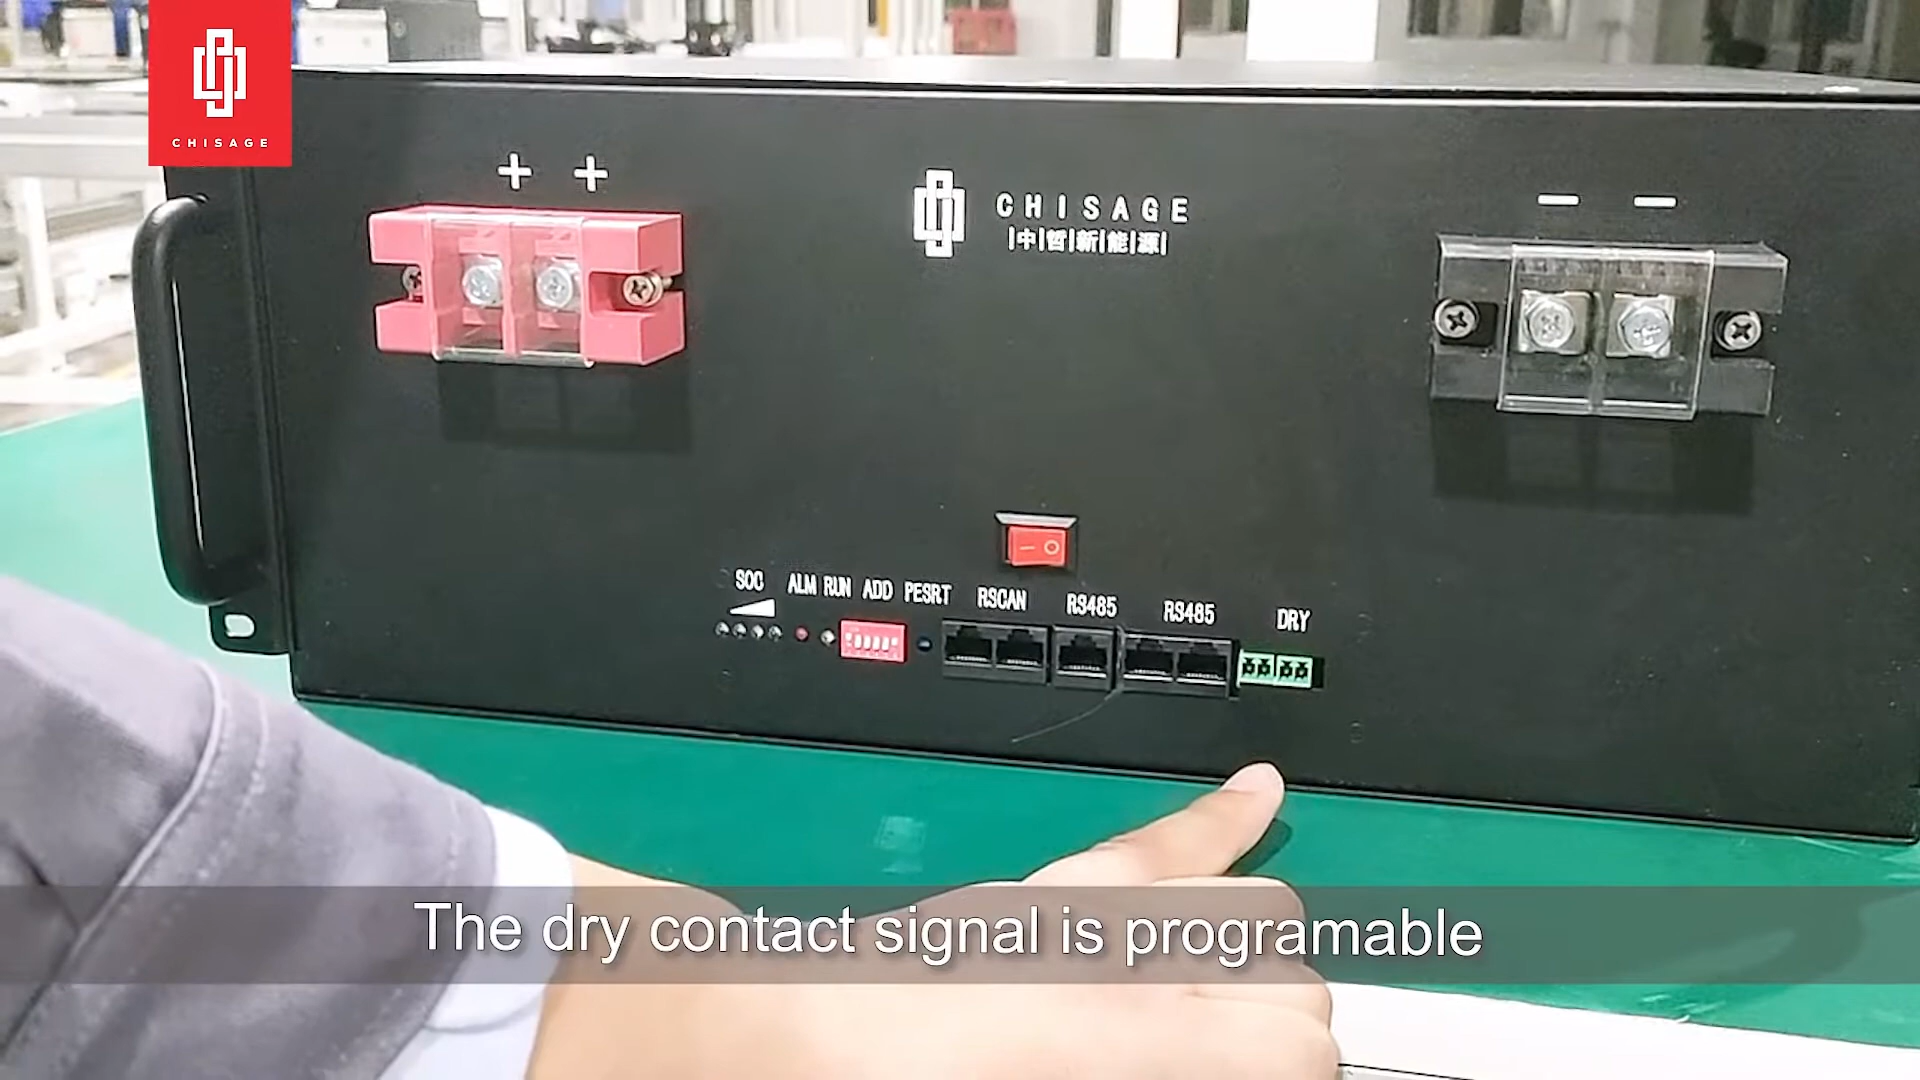 CHISAGE
+ +
CHISAGE
|中|哲|新|能|源|
— —
SOC ALM RUN ADD PESRT RSCAN RS485 RS485 DRY
The dry contact signal is programable